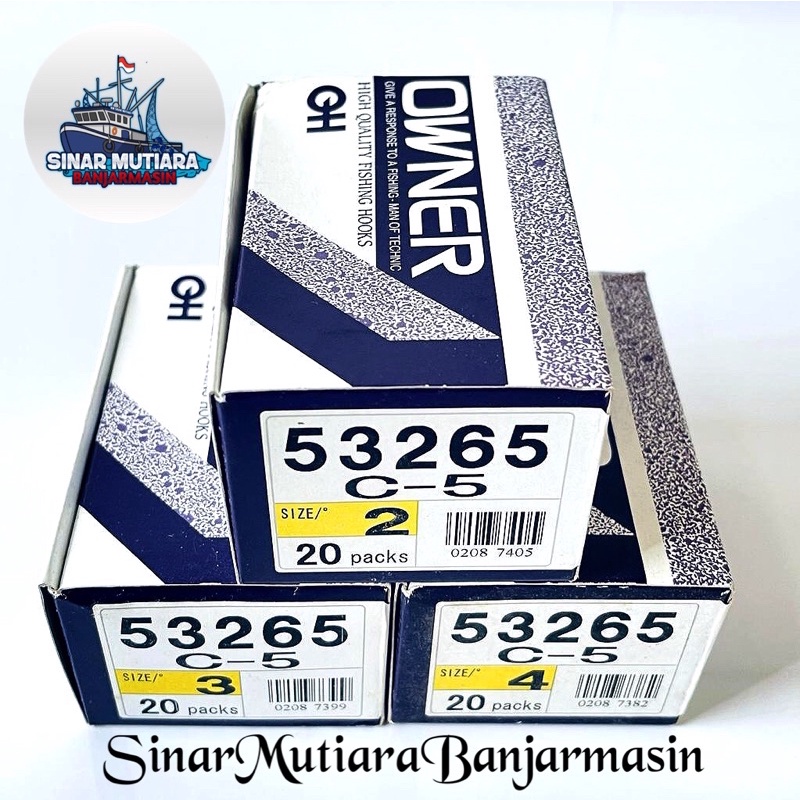 SINAR MUTIARA
BANJARMASIN
OWNER
GIVE A RESPONSE TO A FISHING-MAN OF TECHNIC
HIGH QUALITY FISHING HOOKS
53265
C-5
SIZE/° 2
20 packs
0208 7405
HOOKS
53265
C-5
SIZE/° 3
20 packs
0208 7399
53265
C-5
SIZE/° 4
20 packs
0208 7382
SinarMutiaraBanjarmasin